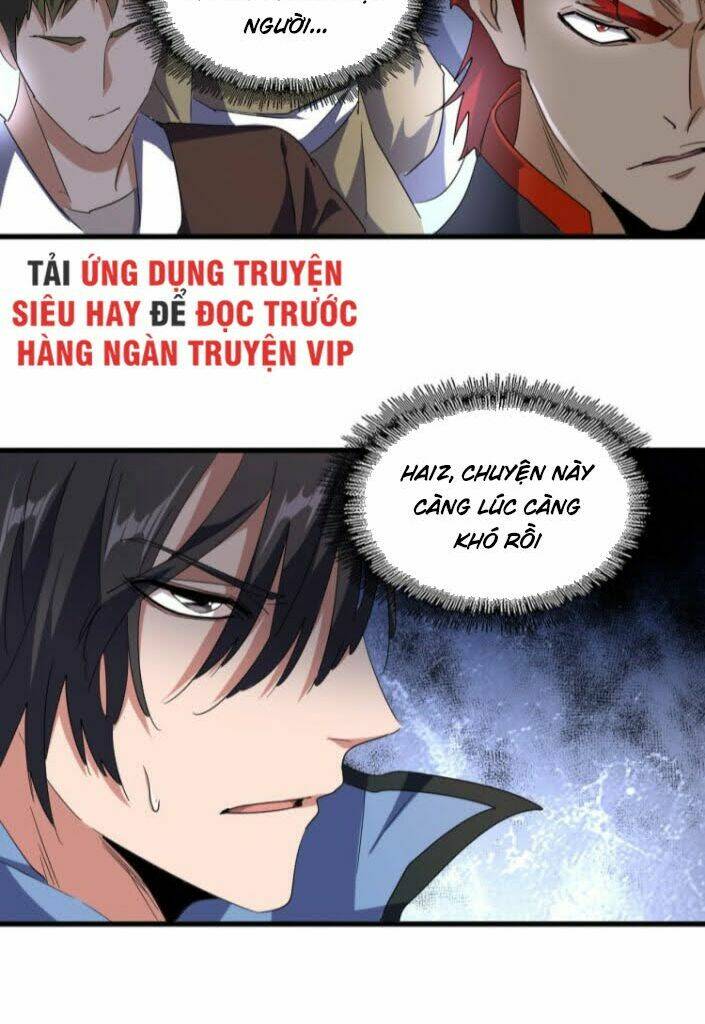 NGƯỜI...
TẢI ỨNG DỤNG TRUYỆN
SIÊU HAY ĐỂ ĐỌC TRƯỚC
HÀNG NGÀN TRUYỆN VIP
HAIZ, CHUYỆN NÀY
CÀNG LÚC CÀNG
KHÓ RỒI